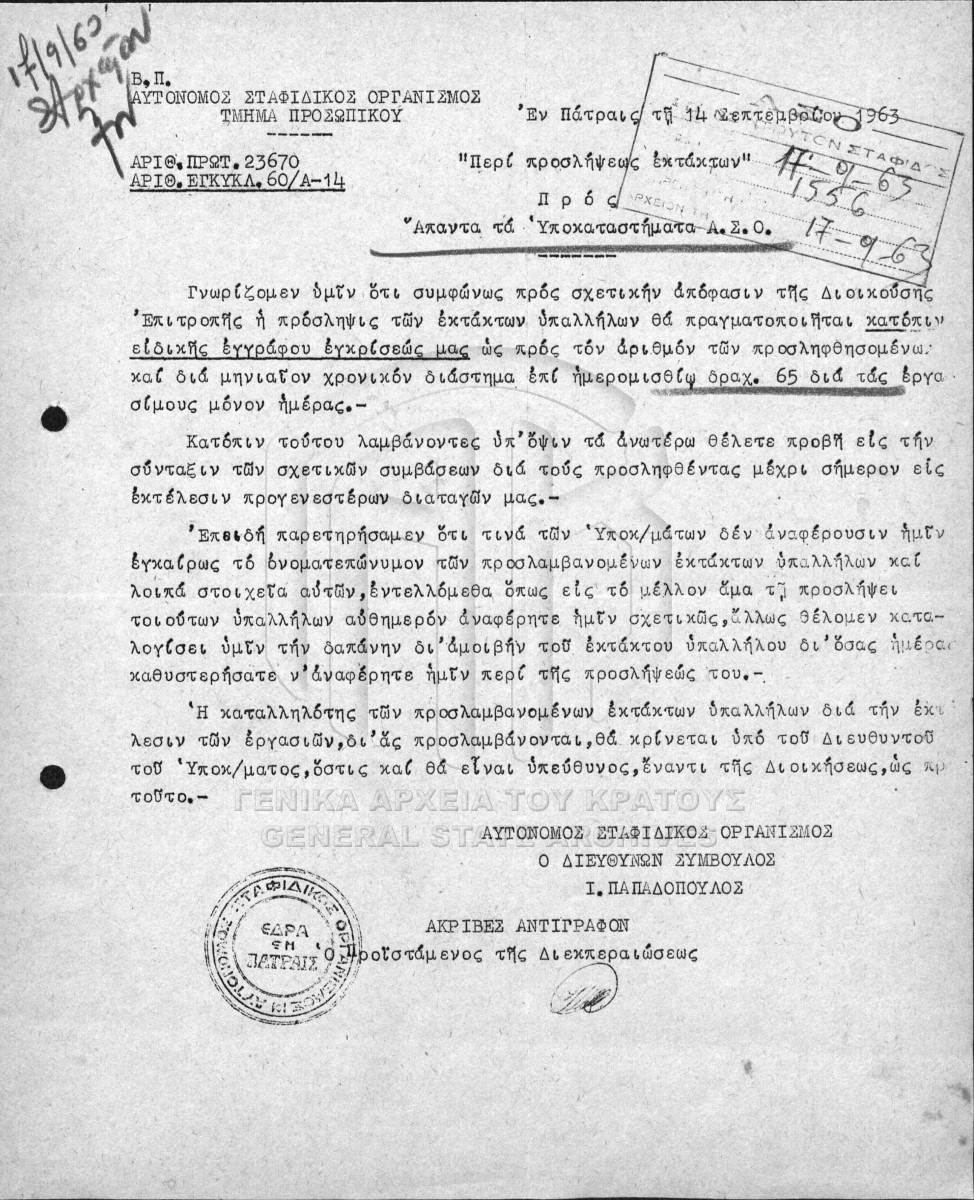 17/9/63
Β.Π.
ΑΥΤΟΝΟΜΟΣ ΣΤΑΦΙΔΙΚΟΣ ΟΡΓΑΝΙΣΜΟΣ
ΤΜΗΜΑ ΠΡΟΣΩΠΙΚΟΥ
Ἐν Πάτραις τῇ 14 Σεπτεμβρίου 1963
ΑΡΙΘ.ΠΡΩΤ.23670
ΑΡΙΘ.ΕΓΚΥΚΛ.60/Α-14
"Περί προσλήψεως ἐκτάκτων"
17-9-63
1556
17-9-63
Π ρ ό ς
Ἅπαντα τά Ὑποκαταστήματα Α.Σ.Ο.
Γνωρίζομεν ὑμῖν ὅτι συμφώνως πρός σχετικήν ἀπόφασιν τῆς Διοικούσης
Ἐπιτροπῆς ἡ πρόσληψις τῶν ἐκτάκτων ὑπαλλήλων θά πραγματοποιῆται κατόπιν
εἰδικῆς ἐγγράφου ἐγκρίσεώς μας ὡς πρός τόν ἀριθμόν τῶν προσληφθησομένω
καί διά μηνιαῖον χρονικόν διάστημα ἐπί ἡμερομισθίῳ δραχ. 65 διά τάς ἐργα
σίμους μόνον ἡμέρας.-
Κατόπιν τούτου λαμβάνοντες ὑπ'ὄψιν τά ἀνωτέρω θέλετε προβῆ εἰς τήν
σύνταξιν τῶν σχετικῶν συμβάσεων διά τούς προσληφθέντας μέχρι σήμερον εἰς
ἐκτέλεσιν προγενεστέρων διαταγῶν μας.-
Ἐπειδή παρετηρήσαμεν ὅτι τινά τῶν Ὑποκ/μάτων δέν ἀναφέρουσιν ἡμῖν
ἐγκαίρως τό ὀνοματεπώνυμον τῶν προσλαμβανομένων ἐκτάκτων ὑπαλλήλων καί
λοιπά στοιχεῖα αὐτῶν,ἐντελλόμεθα ὅπως εἰς τό μέλλον ἅμα τῇ προσλήψει
τοιούτων ὑπαλλήλων αὐθημερόν ἀναφέρητε ἡμῖν σχετικῶς,ἄλλως θέλομεν κατα-
λογίσει ὑμῖν τήν δαπάνην δι'ἀμοιβήν τοῦ ἐκτάκτου ὑπαλλήλου δι'ὅσας ἡμέρας
καθυστερήσατε ν'ἀναφέρητε ἡμῖν περί τῆς προσλήψεώς του.-
Ἡ καταλληλότης τῶν προσλαμβανομένων ἐκτάκτων ὑπαλλήλων διά τήν ἐκτ
λεσιν τῶν ἐργασιῶν,δι'ἅς προσλαμβάνονται,θά κρίνεται ὑπό τοῦ Διευθυντοῦ
τοῦ Ὑποκ/ματος,ὅστις καί θά εἶναι ὑπεύθυνος,ἔναντι τῆς Διοικήσεως,ὡς πρ
τοῦτο.-
ΓΕΝΙΚΑ ΑΡΧΕΙΑ ΤΟΥ ΚΡΑΤΟΥΣ
GENERAL STATE ARCHIVES
ΑΥΤΟΝΟΜΟΣ ΣΤΑΦΙΔΙΚΟΣ ΟΡΓΑΝΙΣΜΟΣ
Ο ΔΙΕΥΘΥΝΩΝ ΣΥΜΒΟΥΛΟΣ
Ι.ΠΑΠΑΔΟΠΟΥΛΟΣ
ΑΚΡΙΒΕΣ ΑΝΤΙΓΡΑΦΟΝ
Ὁ Προϊστάμενος τῆς Διεκπεραιώσεως
ΑΥΤΟΝΟΜΟΣ ΣΤΑΦΙΔΙΚΟΣ ΟΡΓΑΝΙΣΜΟΣ
ΕΔΡΑ
ΕΝ
ΠΑΤΡΑΙΣ